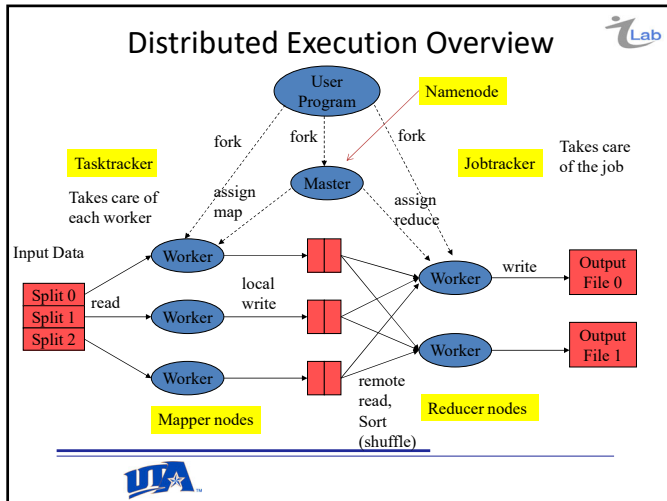 Distributed Execution Overview
Lab
User
Program
Namenode
fork
fork
fork
Tasktracker
Jobtracker
Takes care
of the job
Master
Takes care of
each worker
assign
map
assign
reduce
Input Data
Worker
Worker
write
Output
File 0
Split 0
Split 1
Split 2
read
local
write
Worker
Worker
Output
File 1
Worker
remote
read,
Sort
(shuffle)
Mapper nodes
Reducer nodes
UTA